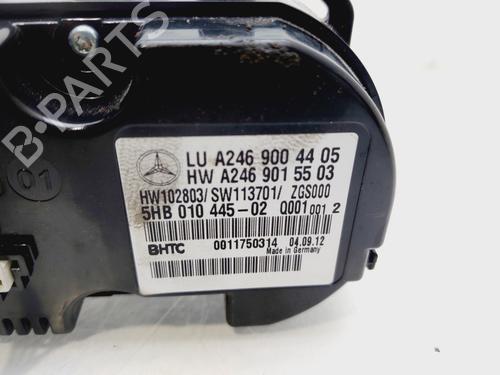 B-PARTS
01
LU A246 900 44 05
HW A246 901 55 03
HW102803/SW113701/ ZGS000
5HB 010 445-02 Q001 001 2
BHTC 0011750314 04.09.12
Made in Germany